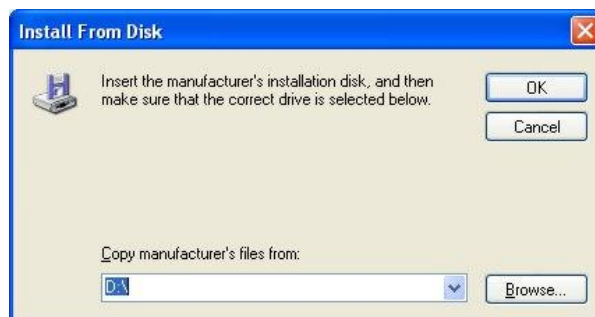 Install From Disk
Insert the manufacturer's installation disk, and then
make sure that the correct drive is selected below.
OK
Cancel
Copy manufacturer's files from:
D:\
Browse...